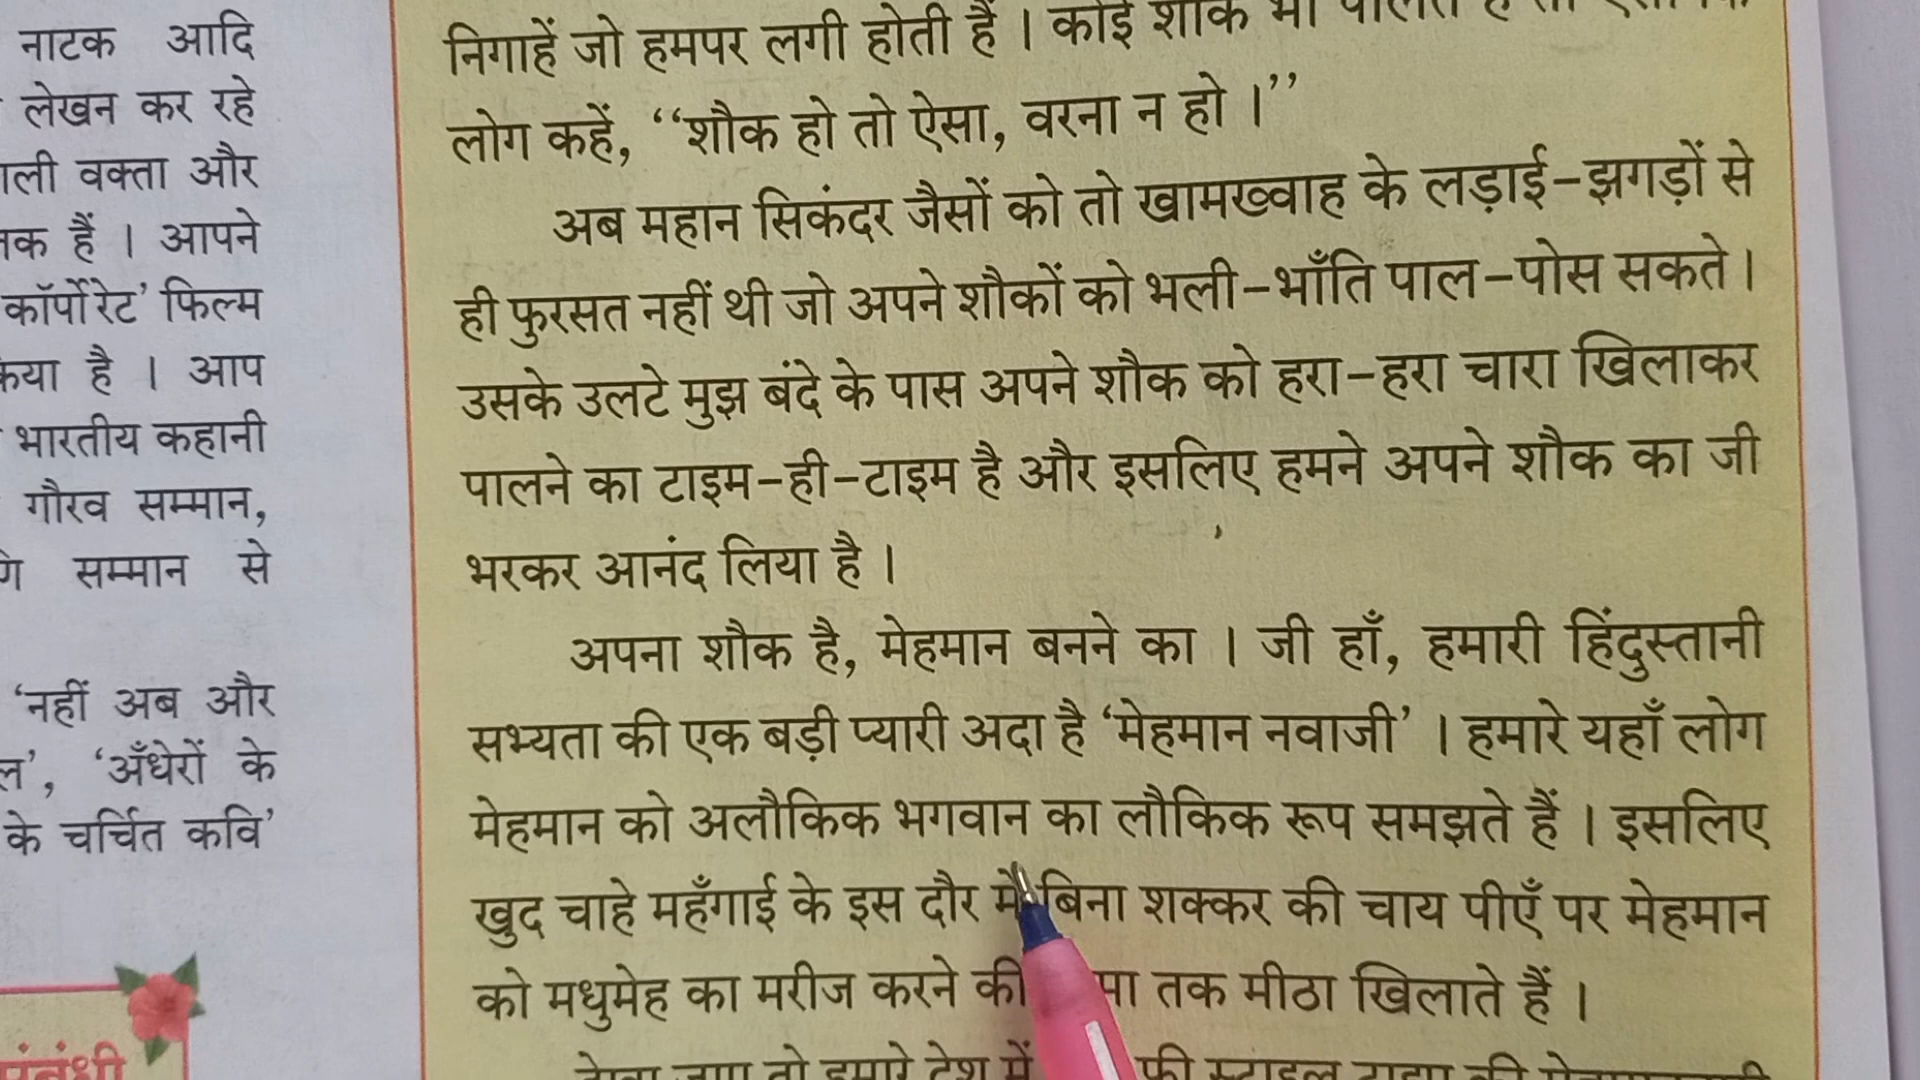 नाटक आदि
लेखन कर रहे
वक्ता और
हैं । आपने
कॉर्पोरेट’ फिल्म
है । आप
भारतीय कहानी
गौरव सम्मान,
सम्मान से
‘नहीं अब और
‘अँधेरों के
के चर्चित कवि’
निगाहें जो हमपर लगी होती हैं । कोई शौक भी
लोग कहें, ‘‘शौक हो तो ऐसा, वरना न हो ।’’
अब महान सिकंदर जैसों को तो खामख्वाह के लड़ाई-झगड़ों से
ही फुरसत नहीं थी जो अपने शौकों को भली-भाँति पाल-पोस सकते ।
उसके उलटे मुझ बंदे के पास अपने शौक को हरा-हरा चारा खिलाकर
पालने का टाइम-ही-टाइम है और इसलिए हमने अपने शौक का जी
भरकर आनंद लिया है ।
अपना शौक है, मेहमान बनने का । जी हाँ, हमारी हिंदुस्तानी
सभ्यता की एक बड़ी प्यारी अदा है ‘मेहमान नवाजी’ । हमारे यहाँ लोग
मेहमान को अलौकिक भगवान का लौकिक रूप समझते हैं । इसलिए
खुद चाहे महँगाई के इस दौर में बिना शक्कर की चाय पीएँ पर मेहमान
को मधुमेह का मरीज करने की तक मीठा खिलाते हैं ।
तो हमारे देश में